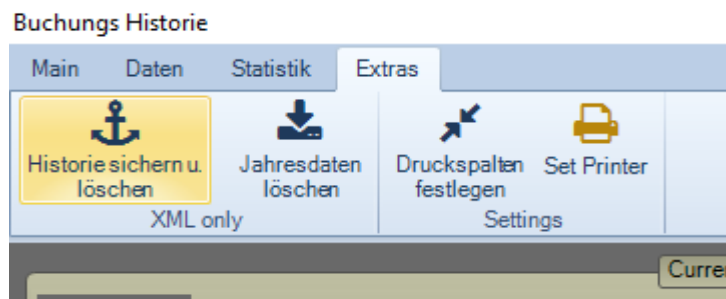 Buchungs Historie
Main Daten Statistik Extras
Historie sichern u. löschen
Jahresdaten löschen
Druckspalten festlegen
Set Printer
XML only
Settings